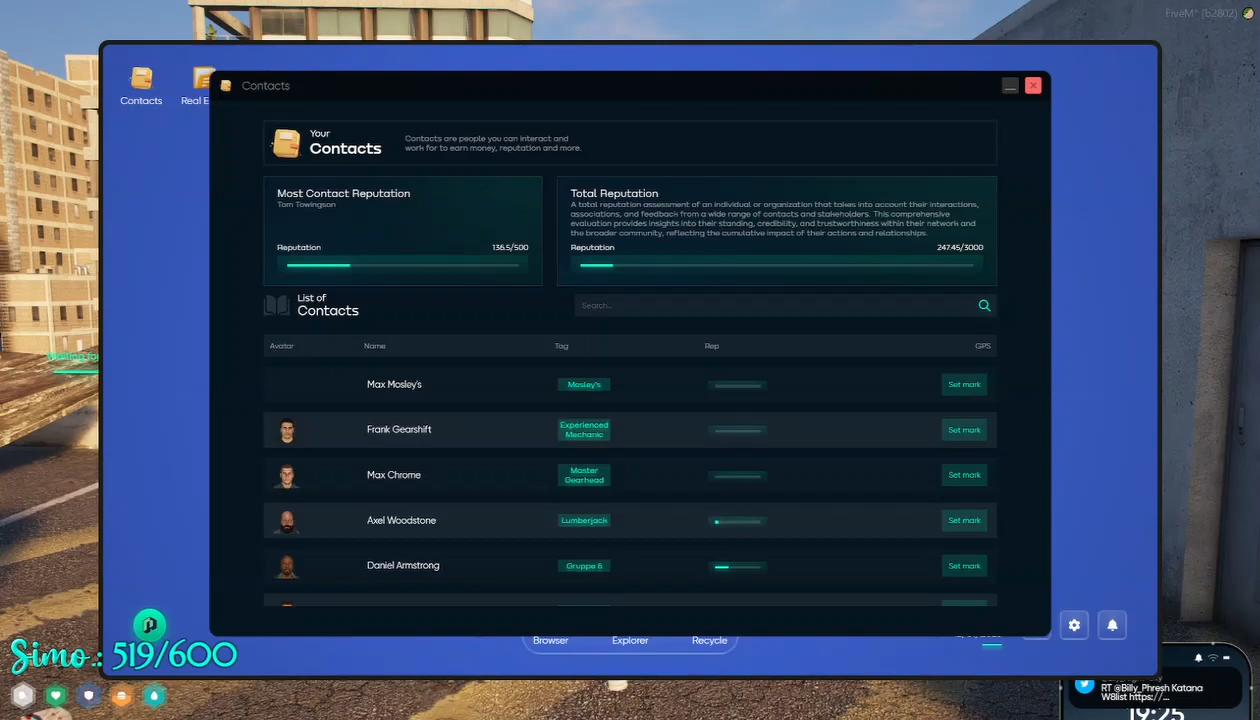 FiveM* (b2802)
Contacts
Contacts
Your
Contacts
Contacts are people you can interact and
work for to earn money, reputation and more.
Most Contact Reputation
Tom Towingson
Reputation 136.5/500
Total Reputation
A total reputation assessment of an individual or organization that takes into account their interactions,
associations, and feedback from a wide range of contacts and stakeholders. This comprehensive
evaluation provides insights into their standing, credibility, and trustworthiness within their network and
the broader community, reflecting the cumulative impact of their actions and relationships.
Reputation 247.45/3000
List of
Contacts
Search...
Avatar Name Tag Rep GPS
Max Mosley's Mosley's Set mark
Frank Gearshift Experienced Mechanic Set mark
Max Chrome Master Gearhead Set mark
Axel Woodstone Lumberjack Set mark
Daniel Armstrong Gruppe 6 Set mark
Browser Explorer Recycle
Simo.: 519/600
RT @Billy_Phresh Katana
W8list https://...
19:25